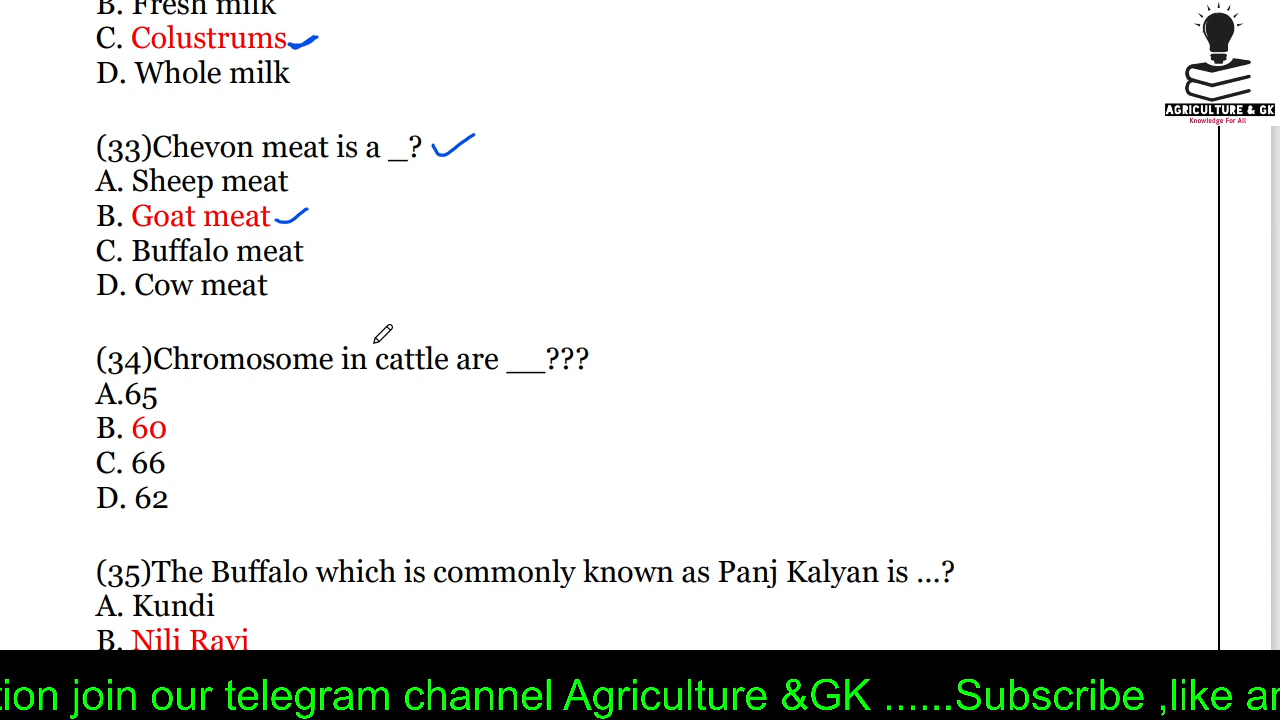 B. Fresh milk
C. Colustrums
D. Whole milk
AGRICULTURE & GK
Knowledge For All
(33)Chevon meat is a _?
A. Sheep meat
B. Goat meat
C. Buffalo meat
D. Cow meat
(34)Chromosome in cattle are __???
A.65
B. 60
C. 66
D. 62
(35)The Buffalo which is commonly known as Panj Kalyan is ...?
A. Kundi
B. Nili Ravi
tion join our telegram channel Agriculture &GK ......Subscribe ,like an